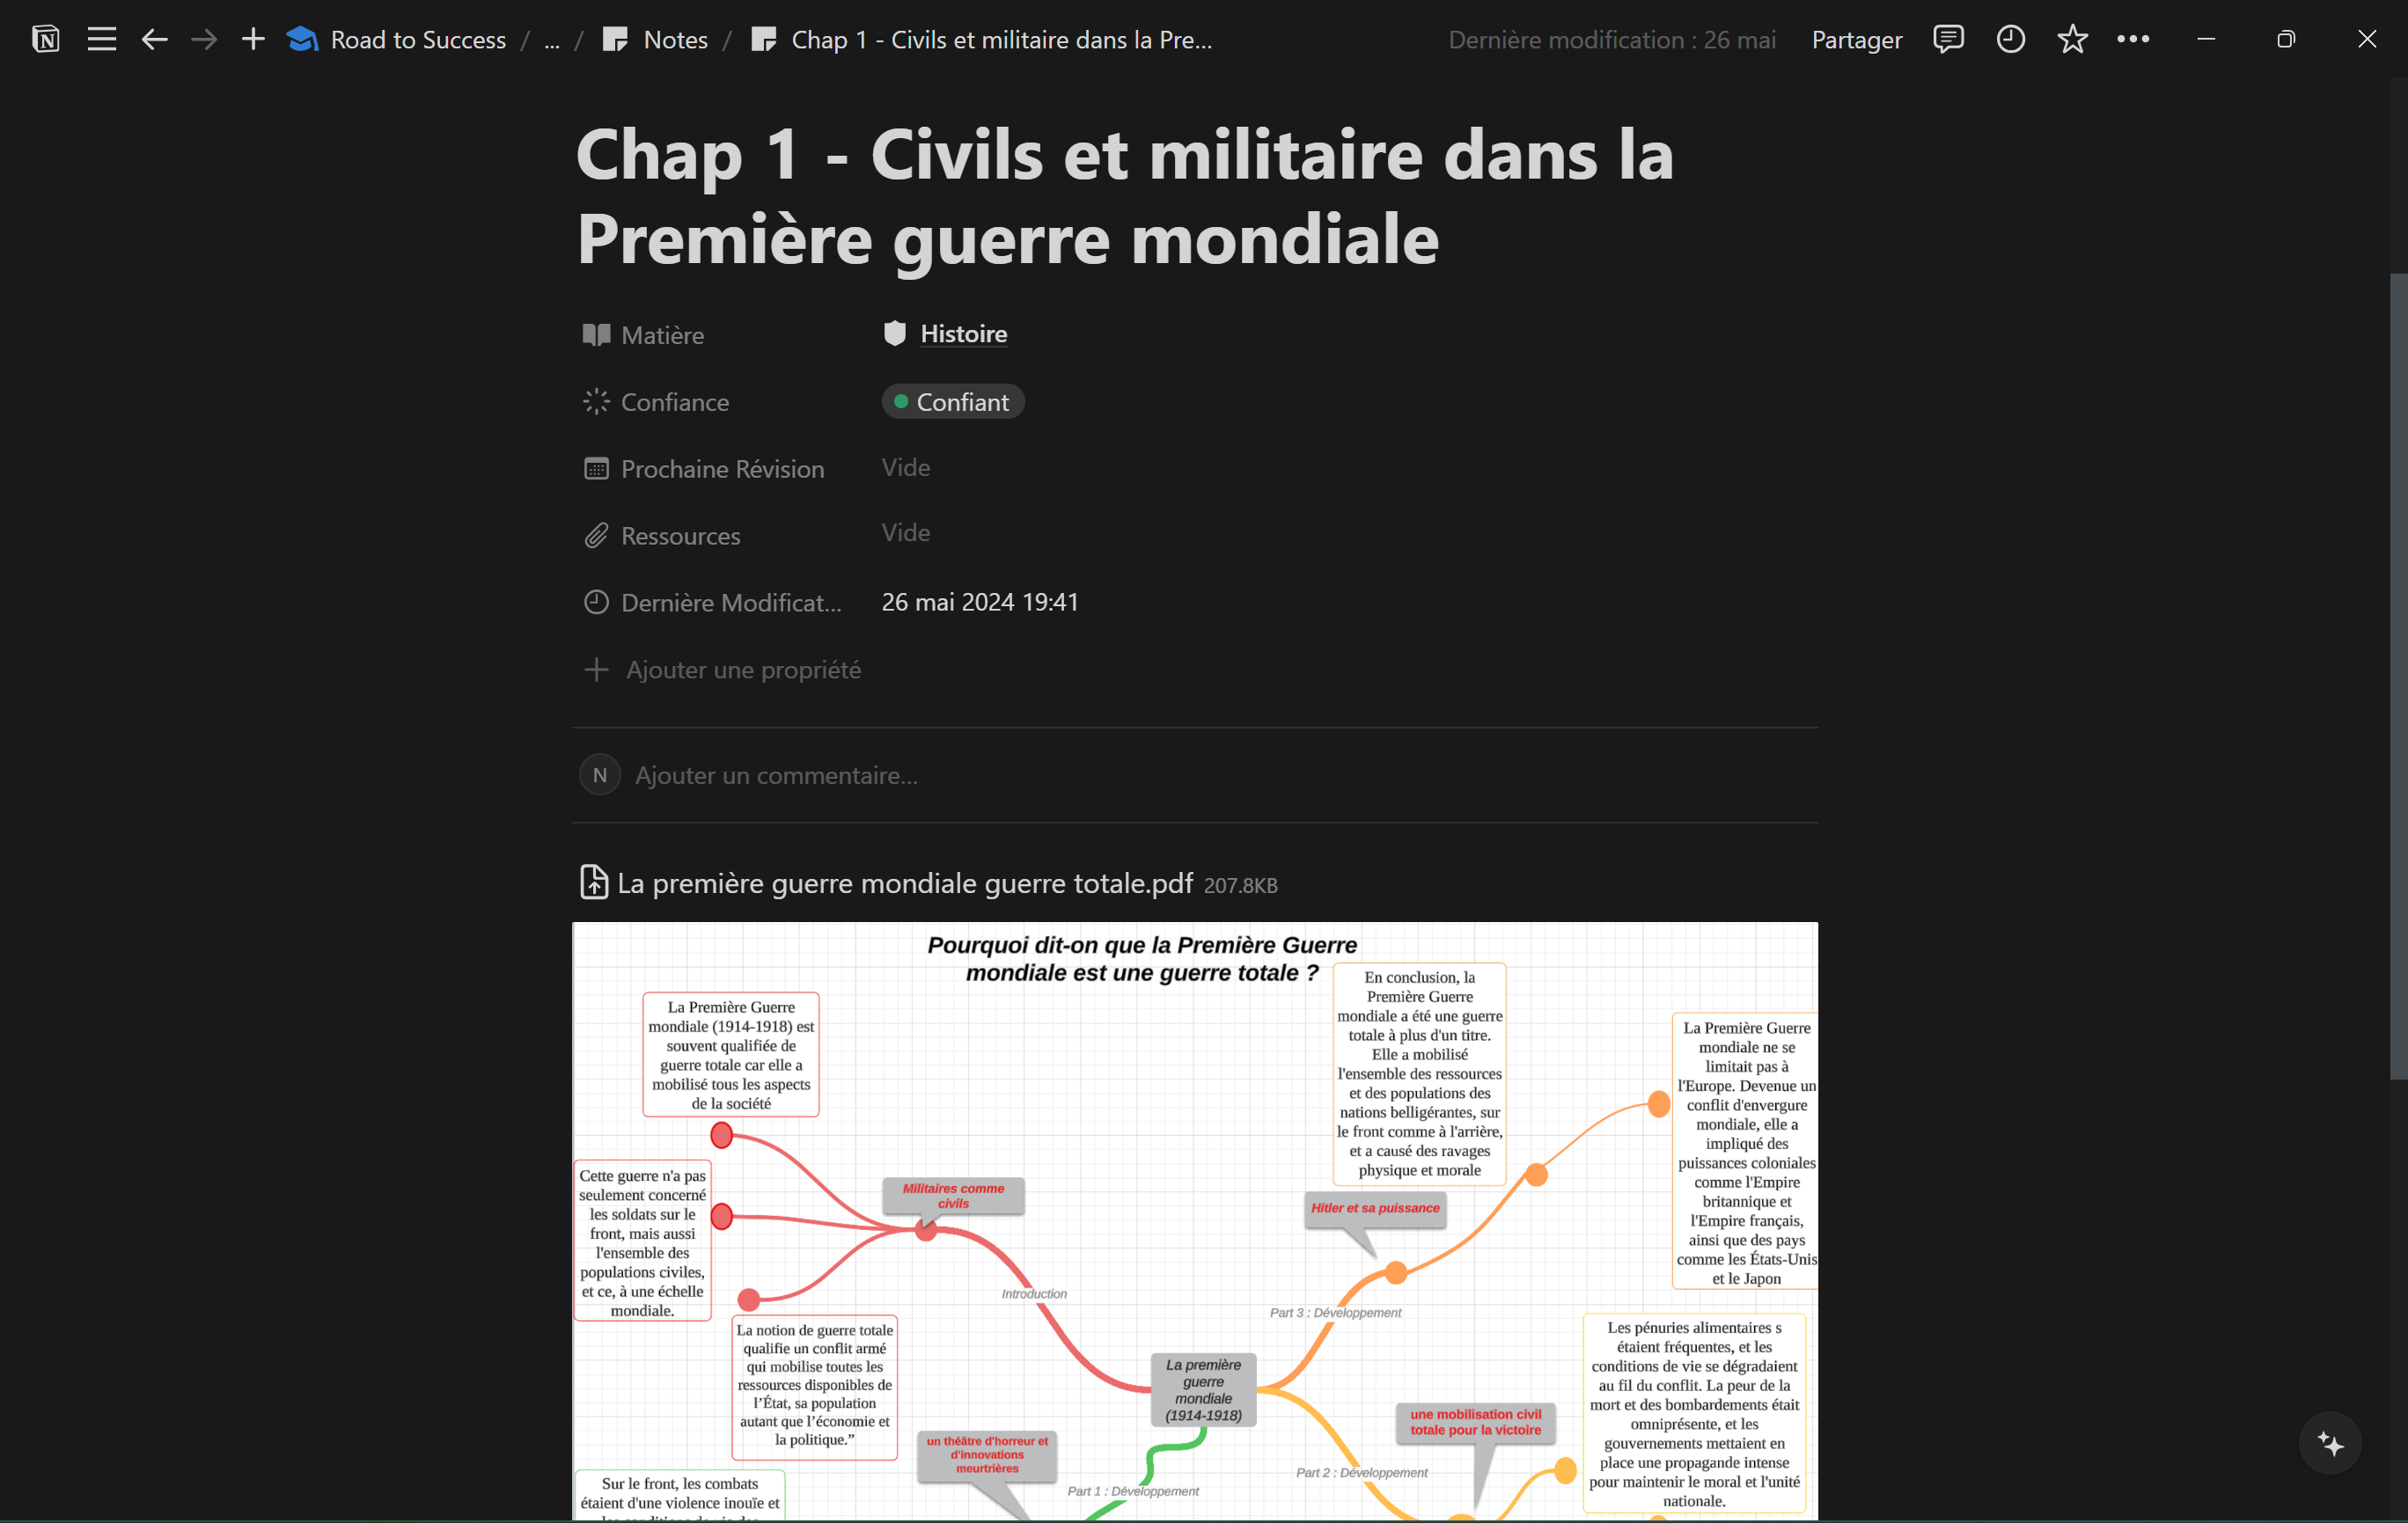 Road to Success / ... / Notes / Chap 1 - Civils et militaire dans la Pre...
Dernière modification : 26 mai
Partager
Chap 1 - Civils et militaire dans la
Première guerre mondiale
Matière
Histoire
Confiance
Confiant
Prochaine Révision
Vide
Ressources
Vide
Dernière Modificat...
26 mai 2024 19:41
Ajouter une propriété
N
Ajouter un commentaire...
La première guerre mondiale guerre totale.pdf 207.8KB
Pourquoi dit-on que la Première Guerre
mondiale est une guerre totale ?
La Première Guerre
mondiale (1914-1918) est
souvent qualifiée de
guerre totale car elle a
mobilisé tous les aspects
de la société
Cette guerre n'a pas
seulement concerné
les soldats sur le
front, mais aussi
l'ensemble des
populations civiles,
et ce, à une échelle
mondiale.
La notion de guerre totale
qualifie un conflit armé
qui mobilise toutes les
ressources disponibles de
l’État, sa population
autant que l’économie et
la politique.”
Militaires comme
civils
Introduction
En conclusion, la
Première Guerre
mondiale a été une guerre
totale à plus d'un titre.
Elle a mobilisé
l'ensemble des ressources
et des populations des
nations belligérantes, sur
le front comme à l'arrière,
et a causé des ravages
physique et morale
Hitler et sa puissance
La Première Guerre
mondiale ne se
limitait pas à
l'Europe. Devenue un
conflit d'envergure
mondiale, elle a
impliqué des
puissances coloniales
comme l'Empire
britannique et
l'Empire français,
ainsi que des pays
comme les États-Unis
et le Japon
Part 3 : Développement
La première
guerre
mondiale
(1914-1918)
Les pénuries alimentaires s
étaient fréquentes, et les
conditions de vie se dégradaient
au fil du conflit. La peur de la
mort et des bombardements était
omniprésente, et les
gouvernements mettaient en
place une propagande intense
pour maintenir le moral et l'unité
nationale.
une mobilisation civil
totale pour la victoire
Part 2 : Développement
un théâtre d'horreur et
d'innovations
meurtrières
Part 1 : Développement
Sur le front, les combats
étaient d'une violence inouïe et